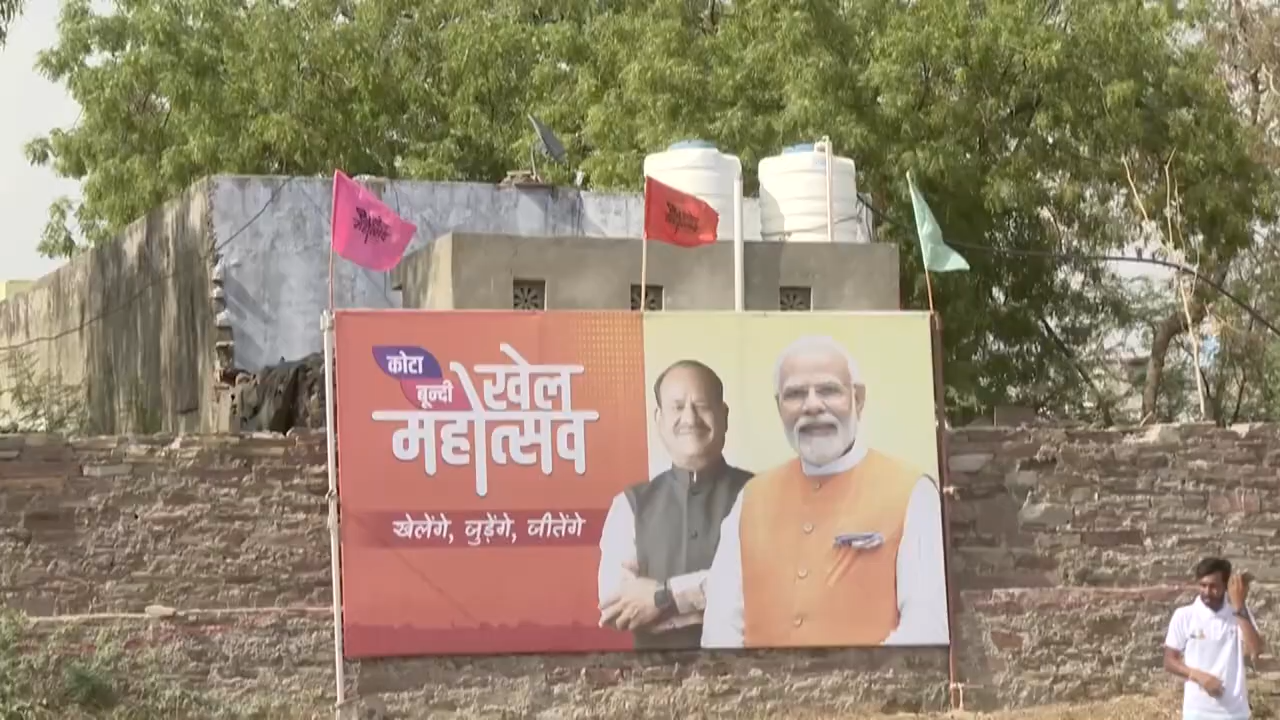 कोटा
बून्दी
खेल
महोत्सव
खेलेंगे, जुड़ेंगे, जीतेंगे